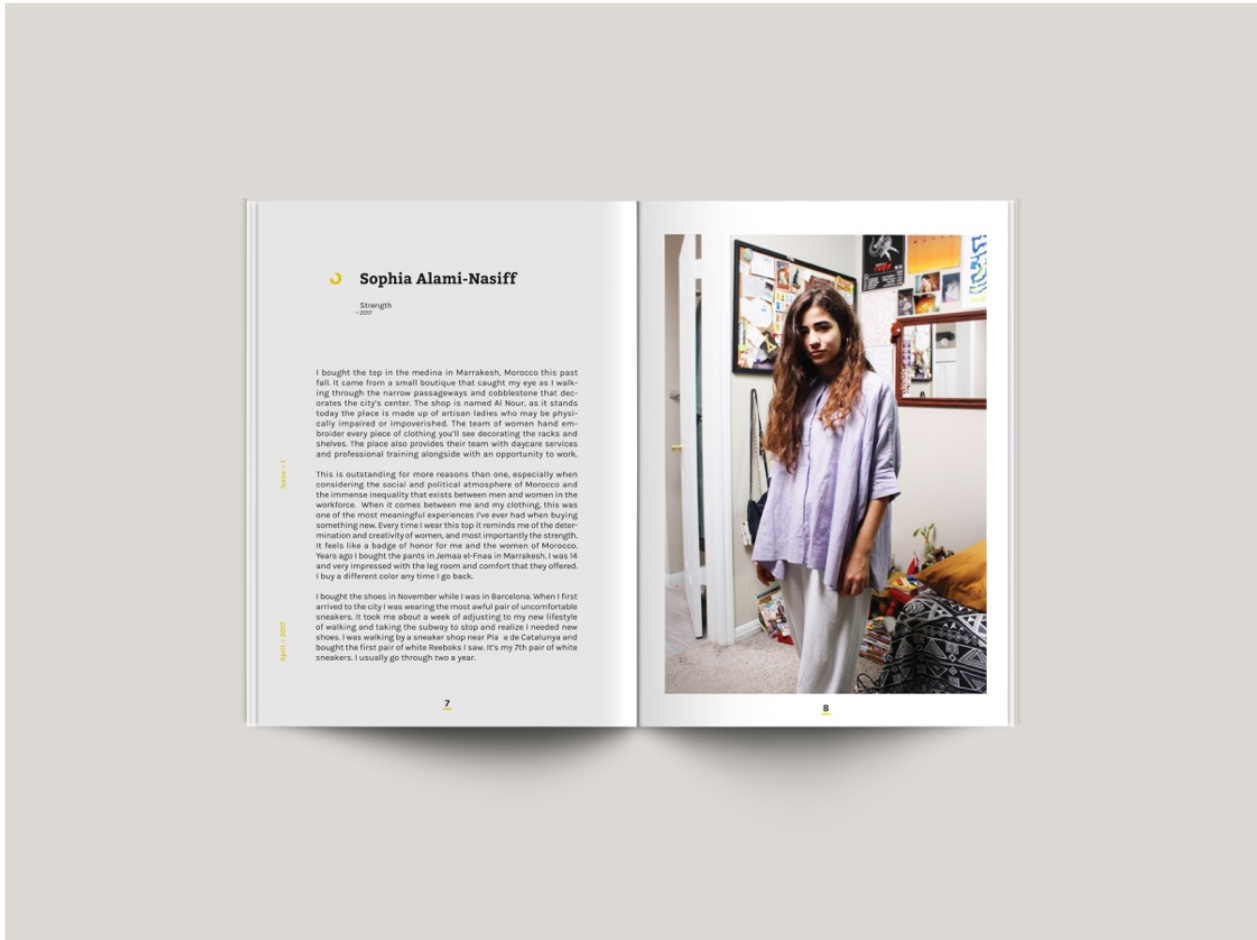 Sophia Alami-Nasiff
Strength
- 2017
I bought the top in the medina in Marrakesh, Morocco this past
fall. It came from a small boutique that caught my eye as I walk-
ing through the narrow passageways and cobblestone that dec-
orates the city's center. The shop is named Al Nour, as it stands
today the place is made up of artisan ladies who may be physi-
cally impaired or impoverished. The team of women hand em-
broider every piece of clothing you'll see decorating the racks and
shelves. The place also provides their team with daycare services
and professional training alongside with an opportunity to work.
This is outstanding for more reasons than one, especially when
considering the social and political atmosphere of Morocco and
the immense inequality that exists between men and women in the
workforce. When it comes between me and my clothing, this was
one of the most meaningful experiences I've ever had when buying
something new. Every time I wear this top it reminds me of the deter-
mination and creativity of women, and most importantly the strength.
It feels like a badge of honor for me and the women of Morocco.
Years ago I bought the pants in Jemaa el-Fnaa in Marrakesh. I was 14
and very impressed with the leg room and comfort that they offered.
I buy a different color any time I go back.
I bought the shoes in November while I was in Barcelona. When I first
arrived to the city I was wearing the most awful pair of uncomfortable
sneakers. It took me about a week of adjusting to my new lifestyle
of walking and taking the subway to stop and realize I needed new
shoes. I was walking by a sneaker shop near Pla a de Catalunya and
bought the first pair of white Reeboks I saw. It's my 7th pair of white
sneakers. I usually go through two a year.
Issue - 1
April - 2017
7
8